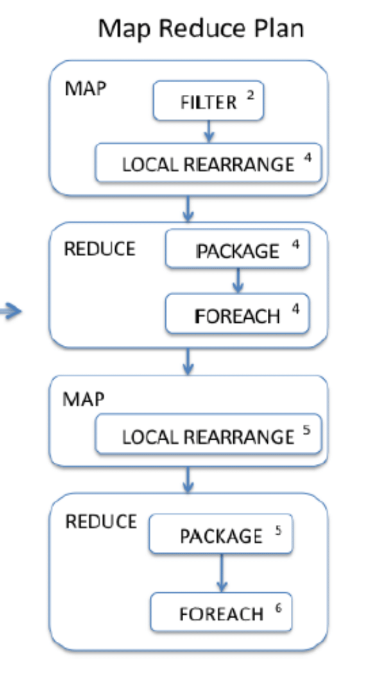 Map Reduce Plan
MAP
FILTER 2
LOCAL REARRANGE 4
REDUCE
PACKAGE 4
FOREACH 4
MAP
LOCAL REARRANGE 5
REDUCE
PACKAGE 5
FOREACH 6